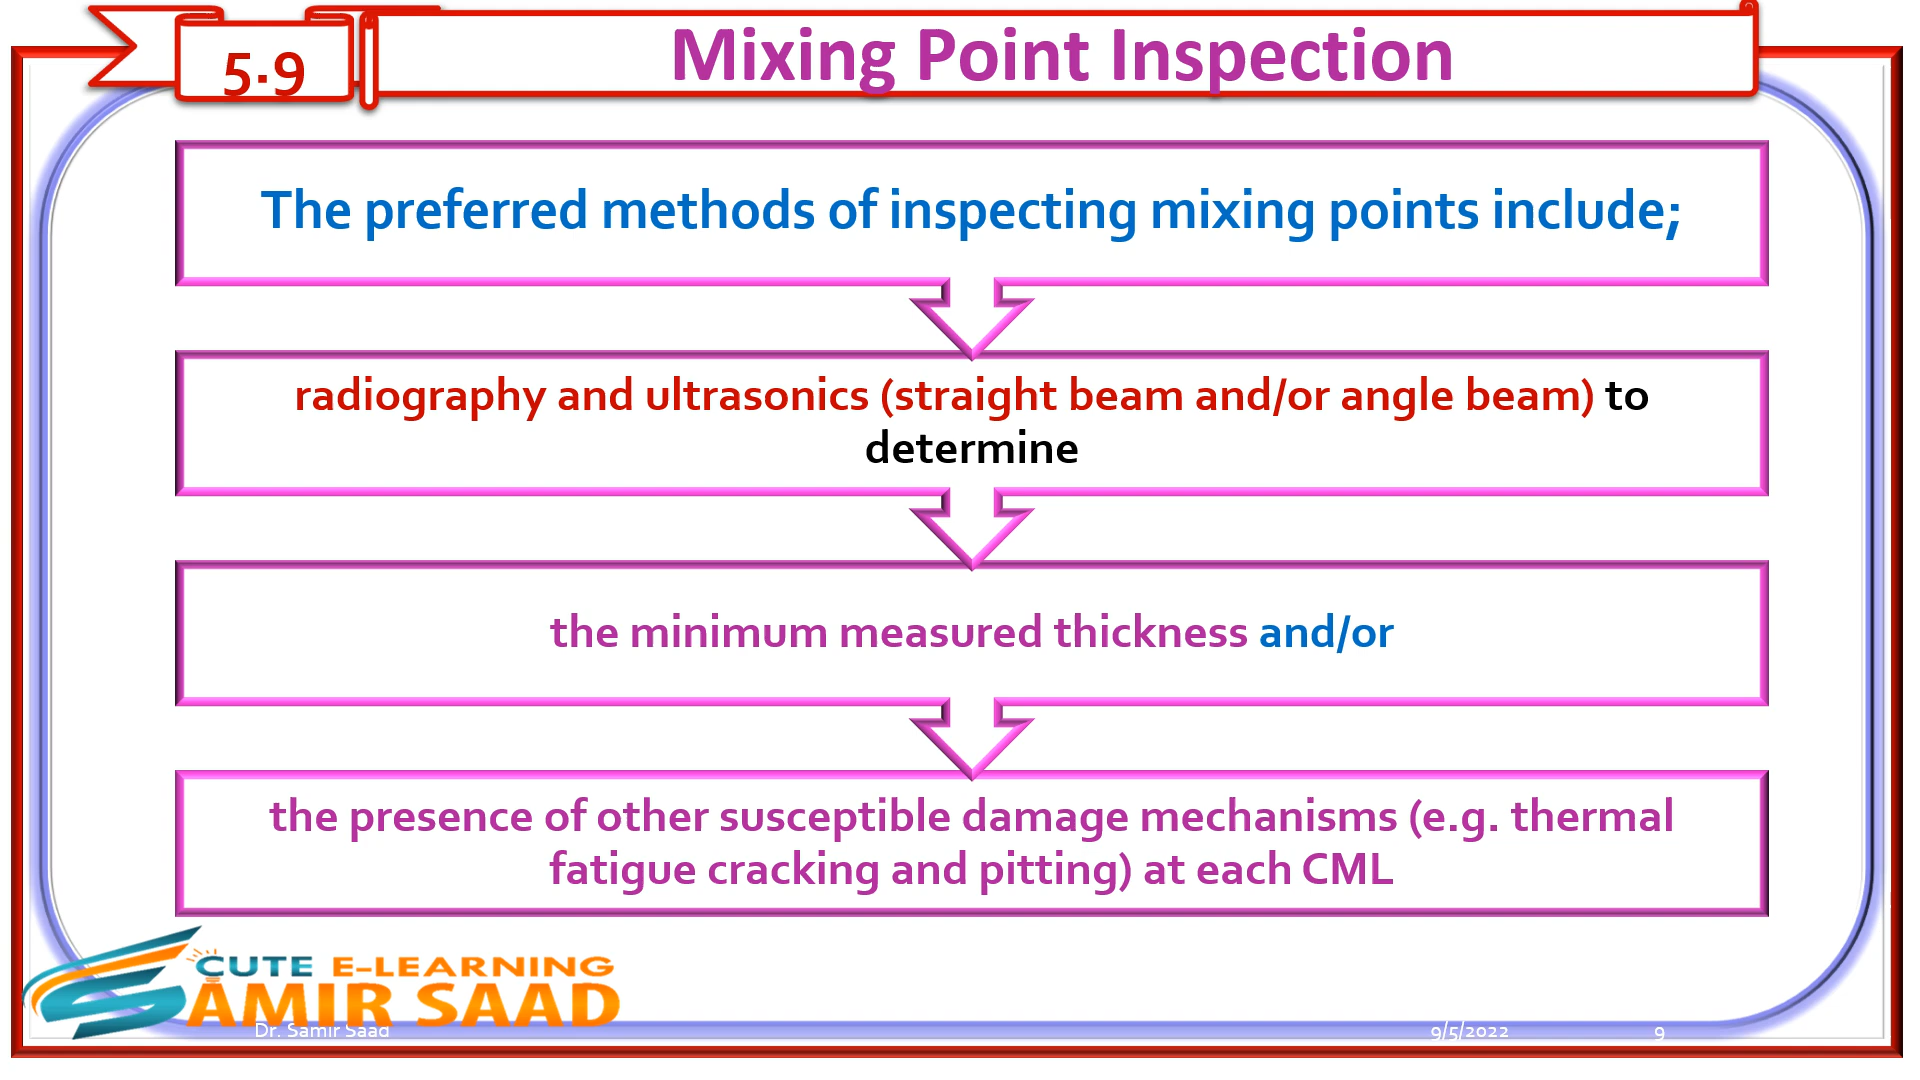 5.9
Mixing Point Inspection
The preferred methods of inspecting mixing points include;
radiography and ultrasonics (straight beam and/or angle beam) to
determine
the minimum measured thickness and/or
the presence of other susceptible damage mechanisms (e.g. thermal
fatigue cracking and pitting) at each CML
CUTE E-LEARNING
SAMIR SAAD
Dr. Samir Saad
9/5/2022
9